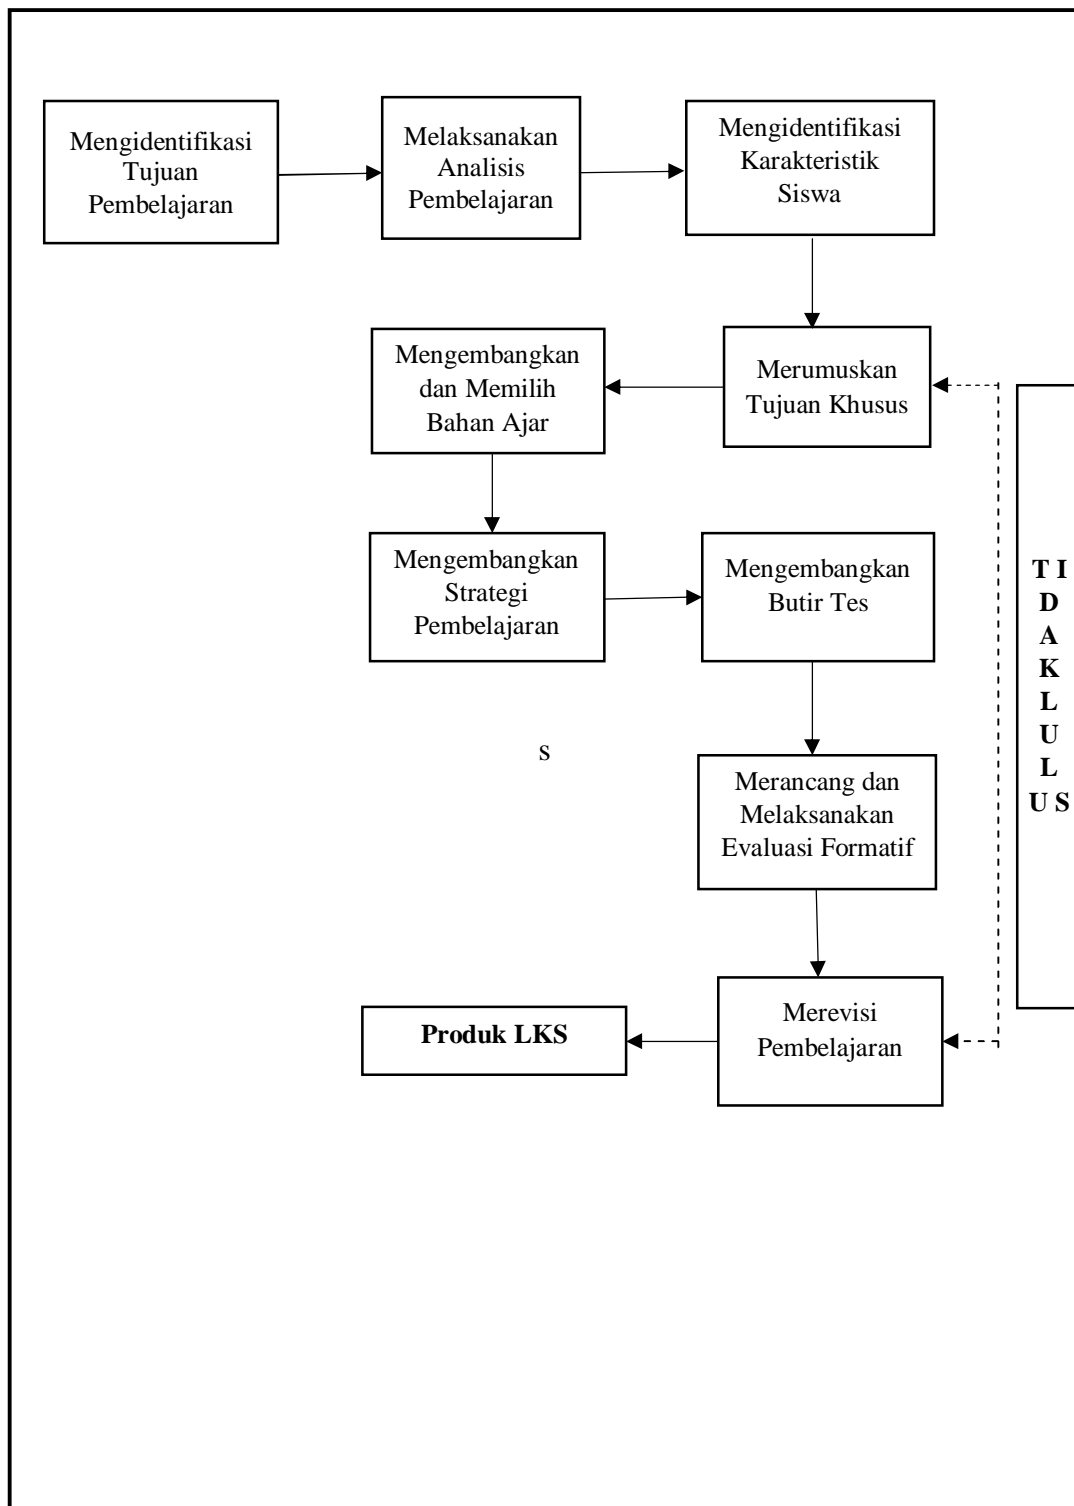 Mengidentifikasi
Tujuan
Pembelajaran
Melaksanakan
Analisis
Pembelajaran
Mengidentifikasi
Karakteristik
Siswa
Merumuskan
Tujuan Khusus
Mengembangkan
dan Memilih
Bahan Ajar
Mengembangkan
Strategi
Pembelajaran
Mengembangkan
Butir Tes
s
Merancang dan
Melaksanakan
Evaluasi Formatif
Merevisi
Pembelajaran
Produk LKS
T I
D
A
K
L
U
L
U S